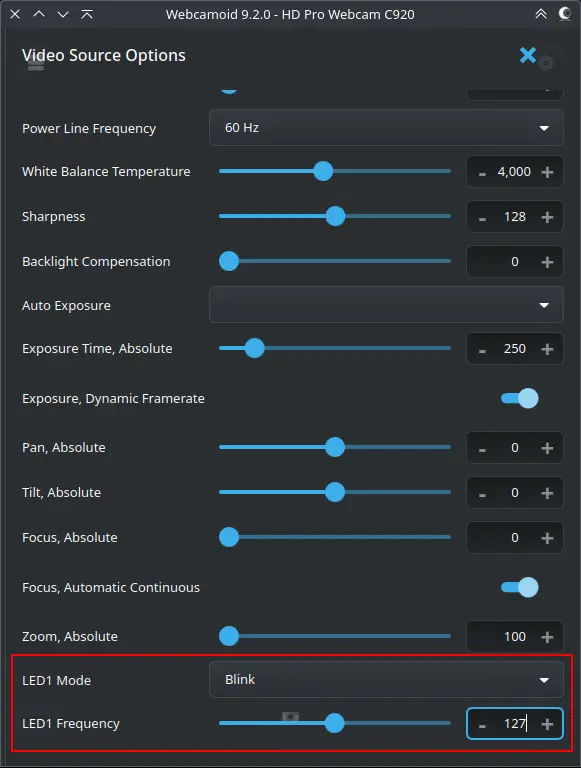 Webcamoid 9.2.0 - HD Pro Webcam C920
Video Source Options
Power Line Frequency 60 Hz
White Balance Temperature - 4,000 +
Sharpness - 128 +
Backlight Compensation 0 +
Auto Exposure
Exposure Time, Absolute - 250 +
Exposure, Dynamic Framerate
Pan, Absolute - 0 +
Tilt, Absolute - 0 +
Focus, Absolute 0 +
Focus, Automatic Continuous
Zoom, Absolute 100 +
LED1 Mode Blink
LED1 Frequency - 127 +